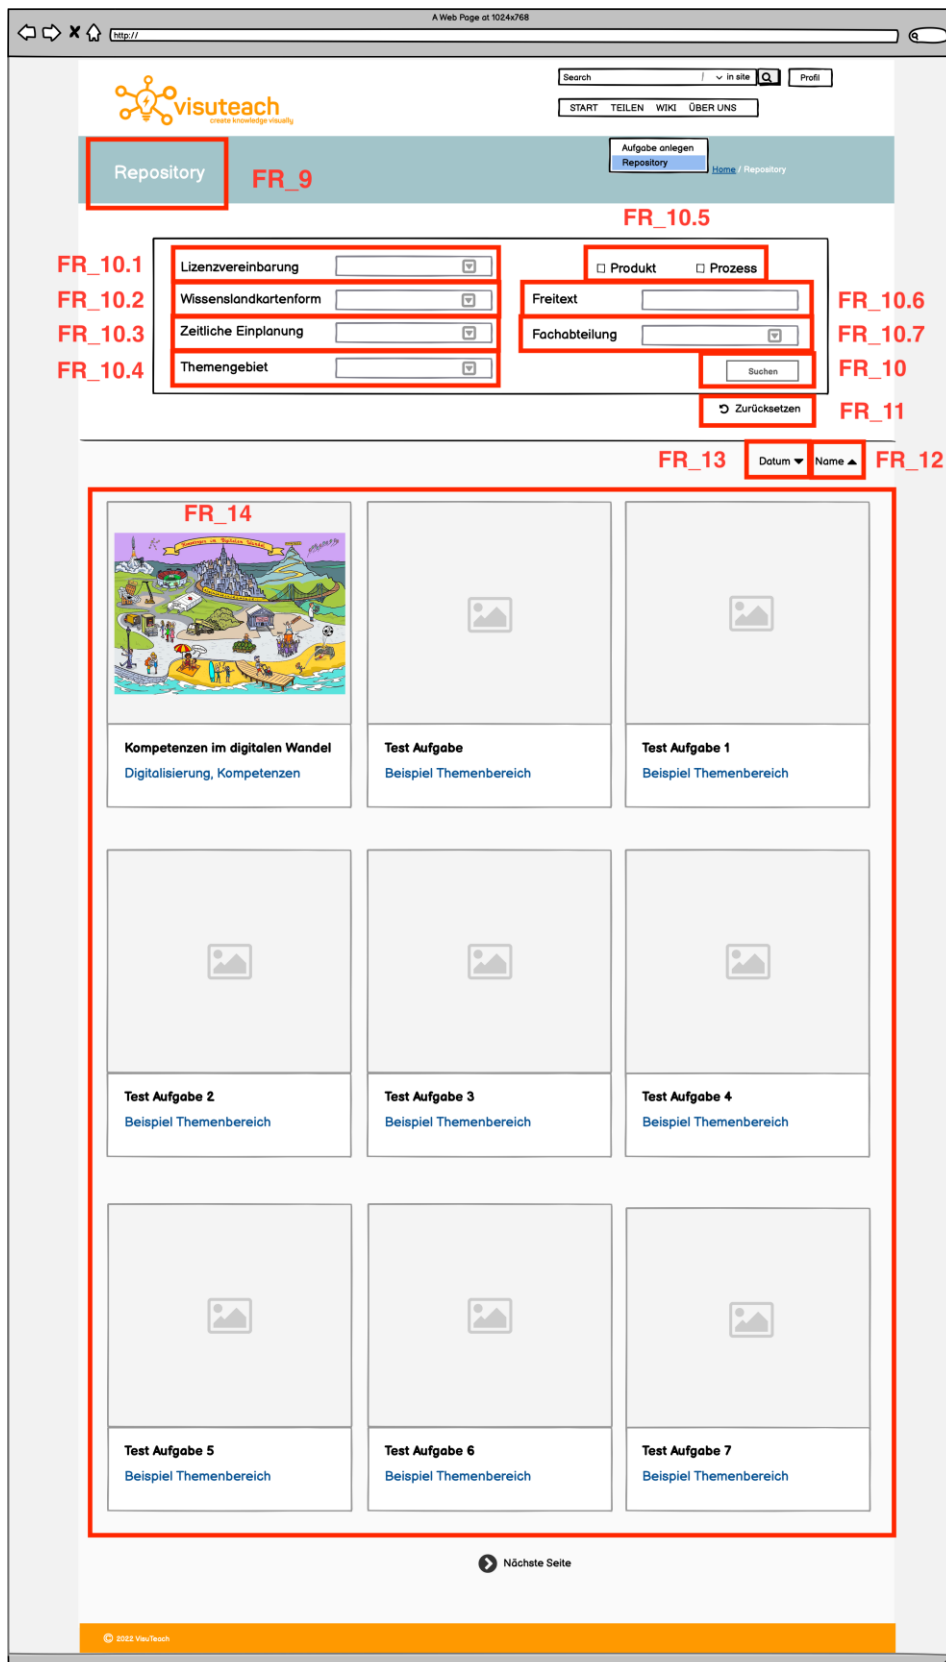 A Web Page at 1024x768
http://
visuteach
create knowledge visually
Search
in site
Profil
START TEILEN WIKI ÜBER UNS
Aufgabe anlegen
Repository
Home / Repository
Repository
FR_9
FR_10.5
FR_10.1
Lizenzvereinbarung
Produkt
Prozess
FR_10.2
Wissenslandkartenform
Freitext
FR_10.6
FR_10.3
Zeitliche Einplanung
Fachabteilung
FR_10.7
FR_10.4
Themengebiet
Suchen
FR_10
Zurücksetzen
FR_11
FR_13
Datum
Name
FR_12
FR_14
Kompetenzen im Digitalen Wandel
Kompetenzen im digitalen Wandel
Digitalisierung, Kompetenzen
Test Aufgabe
Beispiel Themenbereich
Test Aufgabe 1
Beispiel Themenbereich
Test Aufgabe 2
Beispiel Themenbereich
Test Aufgabe 3
Beispiel Themenbereich
Test Aufgabe 4
Beispiel Themenbereich
Test Aufgabe 5
Beispiel Themenbereich
Test Aufgabe 6
Beispiel Themenbereich
Test Aufgabe 7
Beispiel Themenbereich
Nächste Seite
© 2022 VisuTeach